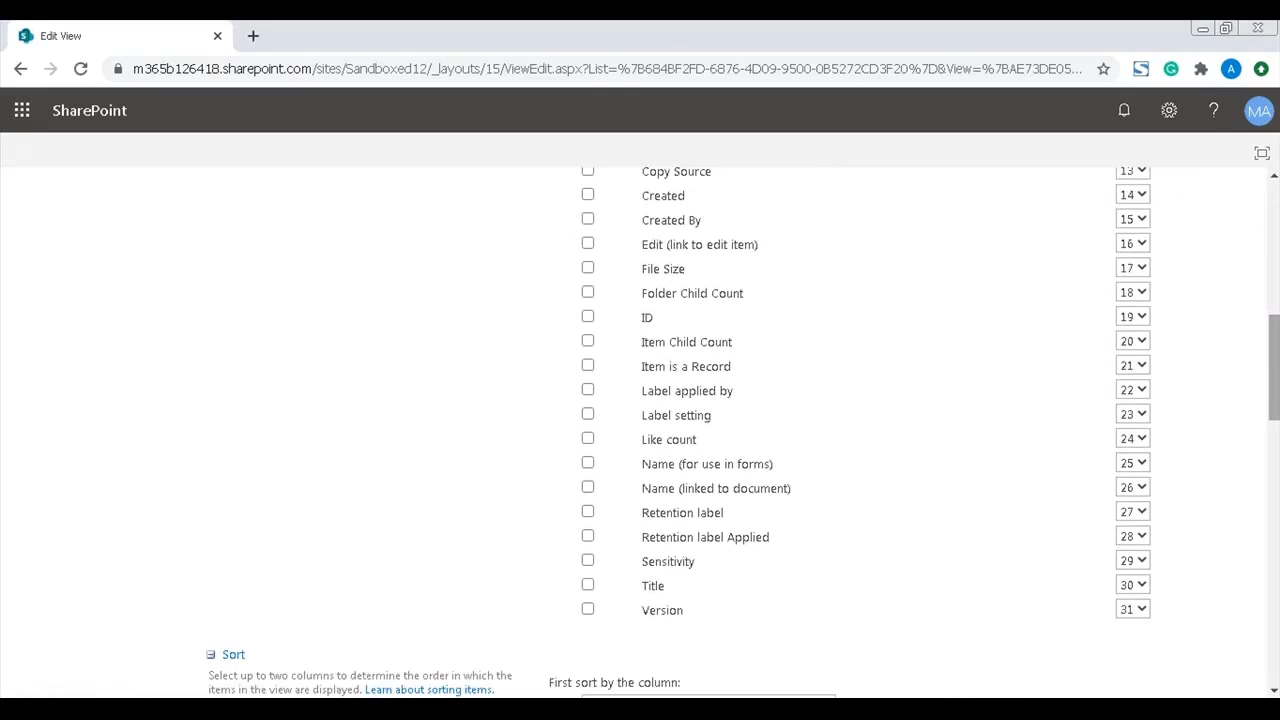 Edit View
m365b126418.sharepoint.com/sites/Sandboxed12/_layouts/15/ViewEdit.aspx?List=%7B684BF2FD-6876-4D09-9500-0B5272CD3F20%7D&View=%7BAE73DE05...
A
SharePoint
?
MA
Copy Source 13
Created 14
Created By 15
Edit (link to edit item) 16
File Size 17
Folder Child Count 18
ID 19
Item Child Count 20
Item is a Record 21
Label applied by 22
Label setting 23
Like count 24
Name (for use in forms) 25
Name (linked to document) 26
Retention label 27
Retention label Applied 28
Sensitivity 29
Title 30
Version 31
Sort
Select up to two columns to determine the order in which the
items in the view are displayed. Learn about sorting items.
First sort by the column: